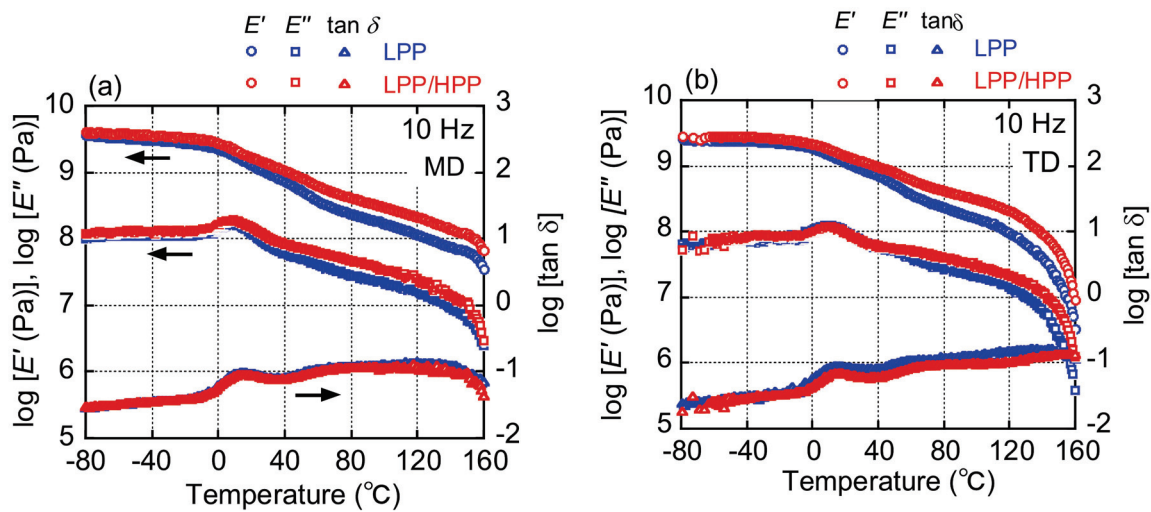 E′ E″ tan δ
LPP
LPP/HPP
(a)
10 Hz
MD
log [E′ (Pa)], log [E″ (Pa)]
10
9
8
7
6
5
3
2
1
0
-1
-2
log [tan δ]
-80 -40 0 40 80 120 160
Temperature (°C)
E′ E″ tanδ
LPP
LPP/HPP
(b)
10 Hz
TD
log [E′ (Pa)], log [E″ (Pa)]
10
9
8
7
6
5
3
2
1
0
-1
-2
log [tan δ]
-80 -40 0 40 80 120 160
Temperature (°C)